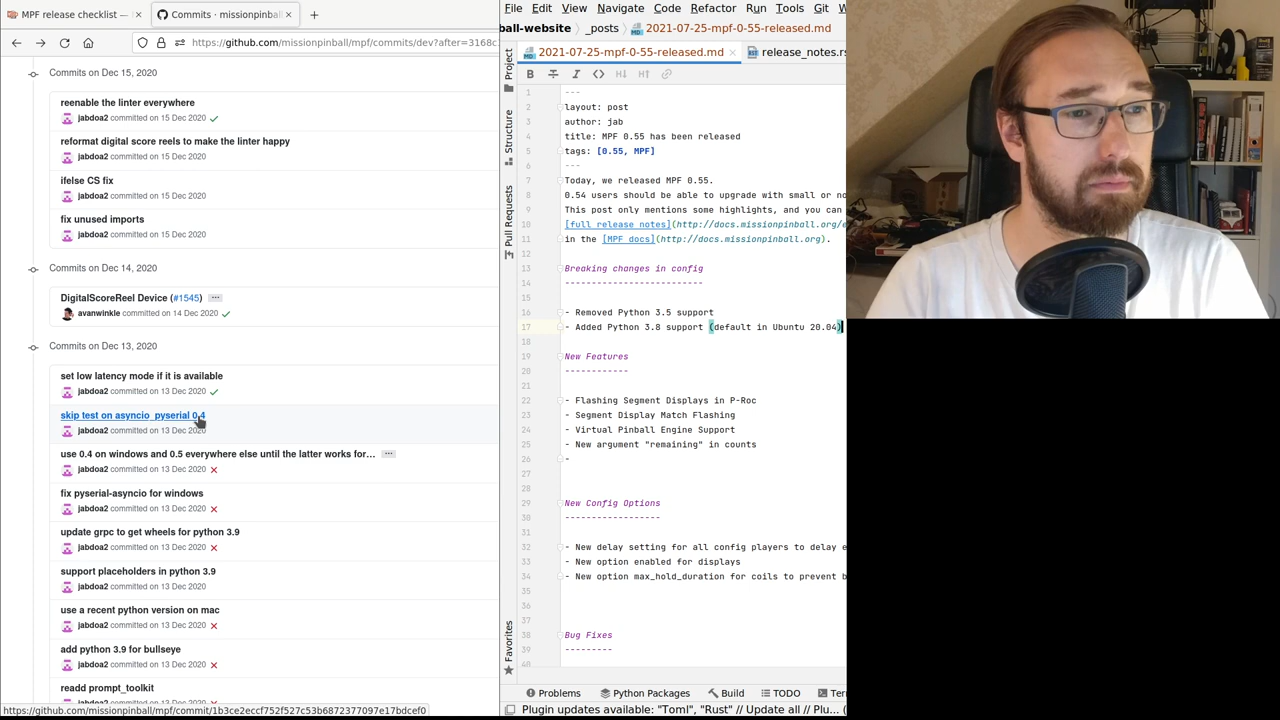 MPF release checklist —
Commits · missionpinball
https://github.com/missionpinball/mpf/commits/dev?after=3168c
Commits on Dec 15, 2020
reenable the linter everywhere
jabdoa2 committed on 15 Dec 2020
reformat digital score reels to make the linter happy
jabdoa2 committed on 15 Dec 2020
ifelse CS fix
jabdoa2 committed on 15 Dec 2020
fix unused imports
jabdoa2 committed on 15 Dec 2020
Commits on Dec 14, 2020
DigitalScoreReel Device (#1545)
avanwinkle committed on 14 Dec 2020
Commits on Dec 13, 2020
set low latency mode if it is available
jabdoa2 committed on 13 Dec 2020
skip test on asyncio_pyserial 0.4
jabdoa2 committed on 13 Dec 2020
use 0.4 on windows and 0.5 everywhere else until the latter works for…
jabdoa2 committed on 13 Dec 2020
fix pyserial-asyncio for windows
jabdoa2 committed on 13 Dec 2020
update grpc to get wheels for python 3.9
jabdoa2 committed on 13 Dec 2020
support placeholders in python 3.9
jabdoa2 committed on 13 Dec 2020
use a recent python version on mac
jabdoa2 committed on 13 Dec 2020
add python 3.9 for bullseye
jabdoa2 committed on 13 Dec 2020
readd prompt_toolkit
jabdoa2 committed on 13 Dec 2020
https://github.com/missionpinball/mpf/commit/1b3ce2eccf752f527c53b6872377097e17bdcef0
File Edit View Navigate Code Refactor Run Tools Git W
ball-website _posts 2021-07-25-mpf-0-55-released.md
2021-07-25-mpf-0-55-released.md
release_notes.rs
Project
Structure
Pull Requests
Favorites
1 ---
2 layout: post
3 author: jab
4 title: MPF 0.55 has been released
5 tags: [0.55, MPF]
6 ---
7 Today, we released MPF 0.55.
8 0.54 users should be able to upgrade with small or no
9 This post only mentions some highlights, and you can
10 [full release notes](http://docs.missionpinball.org/e
11 in the [MPF docs](http://docs.missionpinball.org).
12
13 Breaking changes in config
14 -------------------------
15
16 - Removed Python 3.5 support
17 - Added Python 3.8 support (default in Ubuntu 20.04)
18
19 New Features
20 ------------
21
22 - Flashing Segment Displays in P-Roc
23 - Segment Display Match Flashing
24 - Virtual Pinball Engine Support
25 - New argument "remaining" in counts
26 -
27
28
29 New Config Options
30 ------------------
31
32 - New delay setting for all config players to delay e
33 - New option enabled for displays
34 - New option max_hold_duration for coils to prevent b
35
36
37
38 Bug Fixes
39 ---------
40
Problems Python Packages Build TODO Ter
Plugin updates available: "Toml", "Rust" // Update all // Plu... (